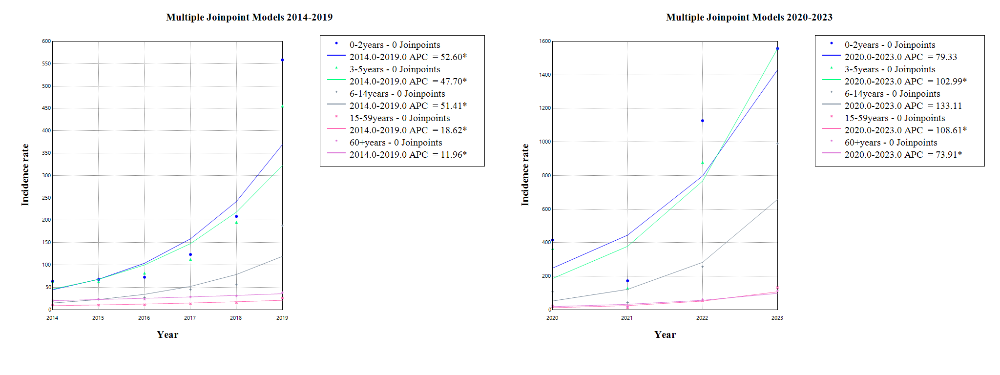 Multiple Joinpoint Models 2014-2019
600
550
500
450
400
350
300
250
200
150
100
50
0
2014 2015 2016 2017 2018 2019
Incidence rate
Year
0-2years - 0 Joinpoints
2014.0-2019.0 APC = 52.60*
3-5years - 0 Joinpoints
2014.0-2019.0 APC = 47.70*
6-14years - 0 Joinpoints
2014.0-2019.0 APC = 51.41*
15-59years - 0 Joinpoints
2014.0-2019.0 APC = 18.62*
60+years - 0 Joinpoints
2014.0-2019.0 APC = 11.96*
Multiple Joinpoint Models 2020-2023
1600
1400
1200
1000
800
600
400
200
0
2020 2021 2022 2023
Incidence rate
Year
0-2years - 0 Joinpoints
2020.0-2023.0 APC = 79.33
3-5years - 0 Joinpoints
2020.0-2023.0 APC = 102.99*
6-14years - 0 Joinpoints
2020.0-2023.0 APC = 133.11
15-59years - 0 Joinpoints
2020.0-2023.0 APC = 108.61*
60+years - 0 Joinpoints
2020.0-2023.0 APC = 73.91*